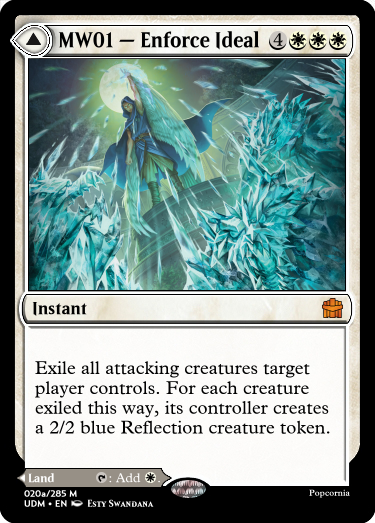 MW01 — Enforce Ideal 4
Instant
Exile all attacking creatures target
player controls. For each creature
exiled this way, its controller creates
a 2/2 blue Reflection creature token.
Land : Add .
020a/285 M Popcornia
UDM • EN Esty Swandana